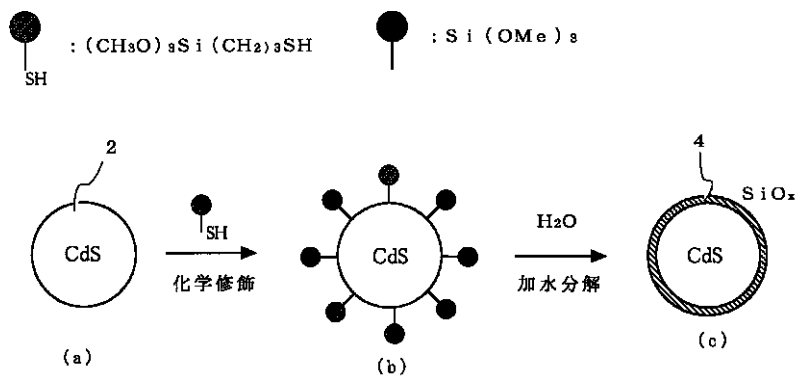 SH
:(CH3O)3Si(CH2)3SH
:Si(OMe)3
2
CdS
SH
化学修飾
CdS
H2O
加水分解
4
SiOx
CdS
(a)
(b)
(c)